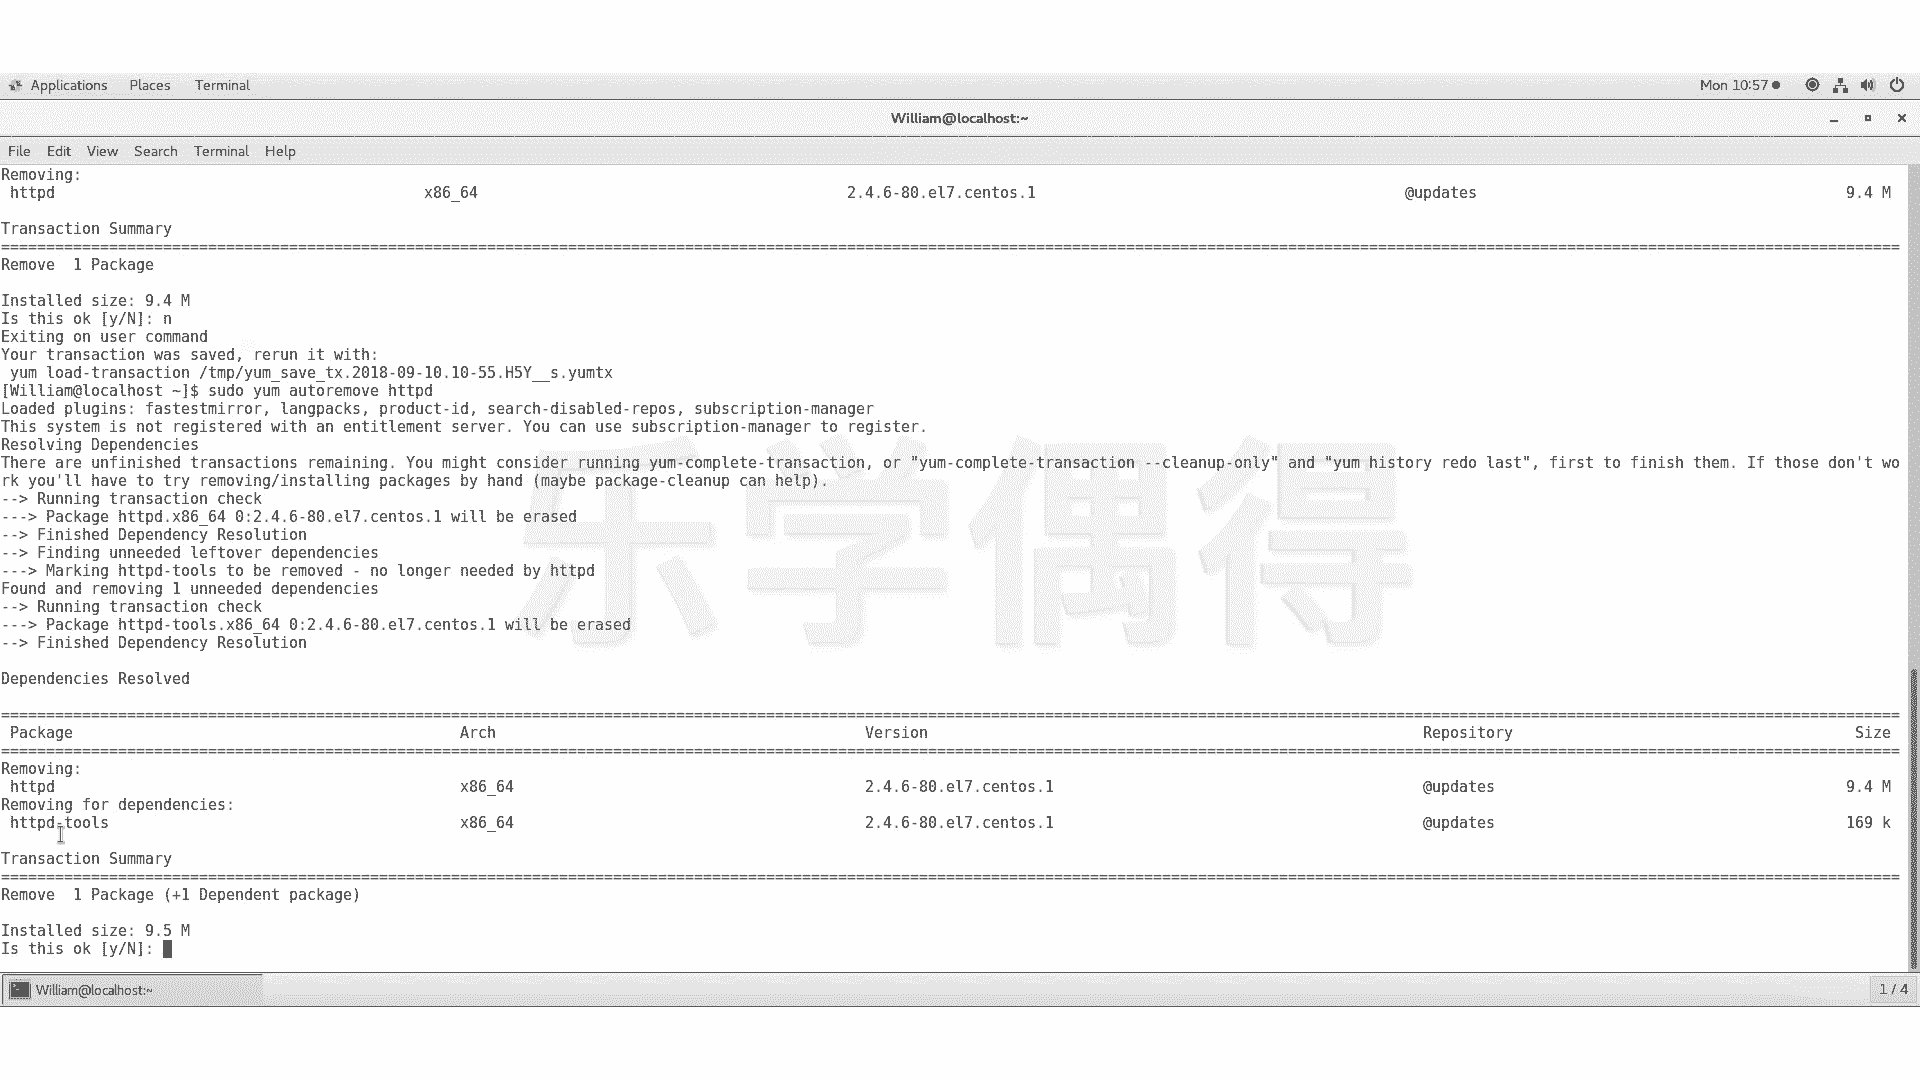 Applications Places Terminal Mon 10:57
William@localhost:~
File Edit View Search Terminal Help
Removing:
httpd x86_64 2.4.6-80.el7.centos.1 @updates 9.4 M
Transaction Summary
================================================================================
Remove  1 Package
Installed size: 9.4 M
Is this ok [y/N]: n
Exiting on user command
Your transaction was saved, rerun it with:
yum load-transaction /tmp/yum_save_tx.2018-09-10.10-55.H5Y__s.yumtx
[William@localhost ~]$ sudo yum autoremove httpd
Loaded plugins: fastestmirror, langpacks, product-id, search-disabled-repos, subscription-manager
This system is not registered with an entitlement server. You can use subscription-manager to register.
Resolving Dependencies
There are unfinished transactions remaining. You might consider running yum-complete-transaction, or "yum-complete-transaction --cleanup-only" and "yum history redo last", first to finish them. If those don't wo
rk you'll have to try removing/installing packages by hand (maybe package-cleanup can help).
--> Running transaction check
---> Package httpd.x86_64 0:2.4.6-80.el7.centos.1 will be erased
--> Finished Dependency Resolution
--> Finding unneeded leftover dependencies
---> Marking httpd-tools to be removed - no longer needed by httpd
Found and removing 1 unneeded dependencies
--> Running transaction check
---> Package httpd-tools.x86_64 0:2.4.6-80.el7.centos.1 will be erased
--> Finished Dependency Resolution
乐学偶得
Dependencies Resolved
================================================================================
Package Arch Version Repository Size
================================================================================
Removing:
httpd x86_64 2.4.6-80.el7.centos.1 @updates 9.4 M
Removing for dependencies:
httpd-tools x86_64 2.4.6-80.el7.centos.1 @updates 169 k
Transaction Summary
================================================================================
Remove  1 Package (+1 Dependent package)
Installed size: 9.5 M
Is this ok [y/N]:
William@localhost:~ 1 / 4